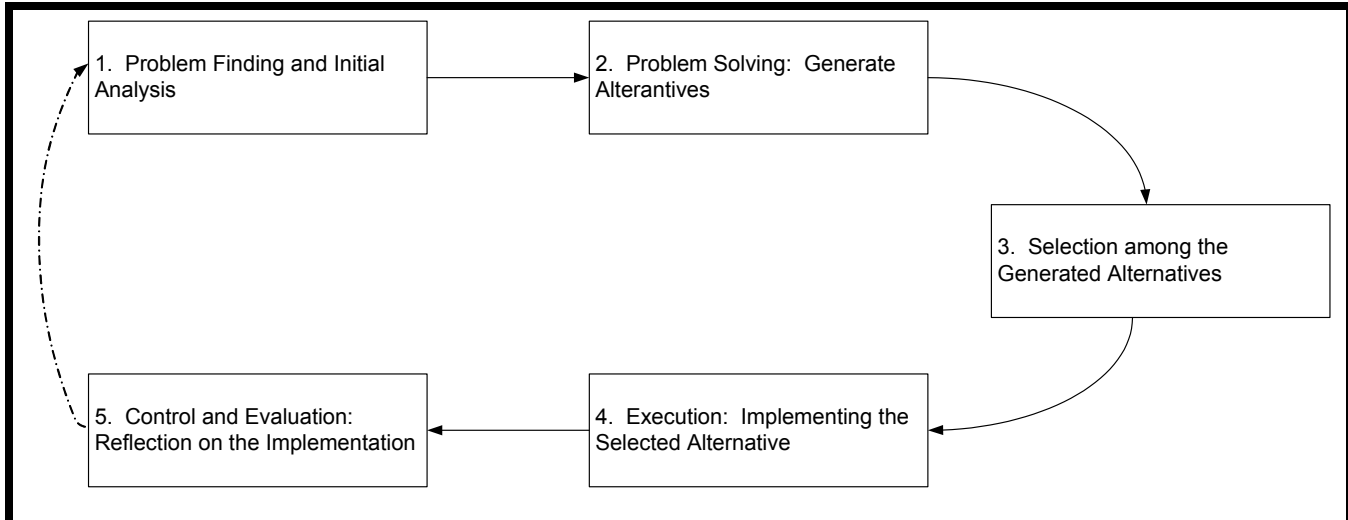 1. Problem Finding and Initial
Analysis
2. Problem Solving: Generate
Alterantives
3. Selection among the
Generated Alternatives
4. Execution: Implementing the
Selected Alternative
5. Control and Evaluation:
Reflection on the Implementation